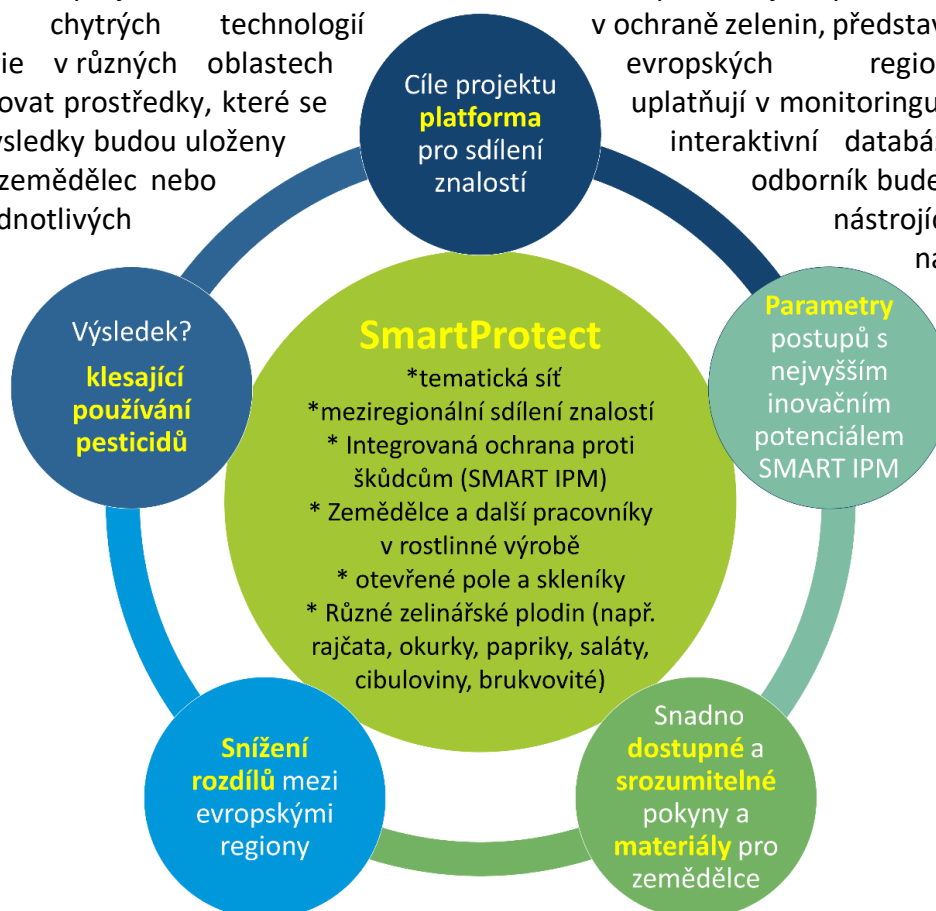 chytrých technologií
ie v různých oblastech
ovat prostředky, které se
ýsledky budou uloženy
zemědělec nebo
dnotlivých
v ochraně zelenin, představ
evropských region
uplatňují v monitoringu
interaktivní databáz
odborník bude
nástrojíc
na
Cíle projektu
platforma
pro sdílení
znalostí
Parametry
postupů s
nejvyšším
inovačním
potenciálem
SMART IPM
Snadno
dostupné a
srozumitelné
pokyny a
materiály pro
zemědělce
Snížení
rozdílů mezi
evropskými
regiony
Výsledek?
klesající
používání
pesticidů
SmartProtect
*tematická síť
*meziregionální sdílení znalostí
* Integrovaná ochrana proti
škůdcům (SMART IPM)
* Zemědělce a další pracovníky
v rostlinné výrobě
* otevřené pole a skleníky
* Různé zelinářské plodin (např.
rajčata, okurky, papriky, saláty,
cibuloviny, brukvovité)